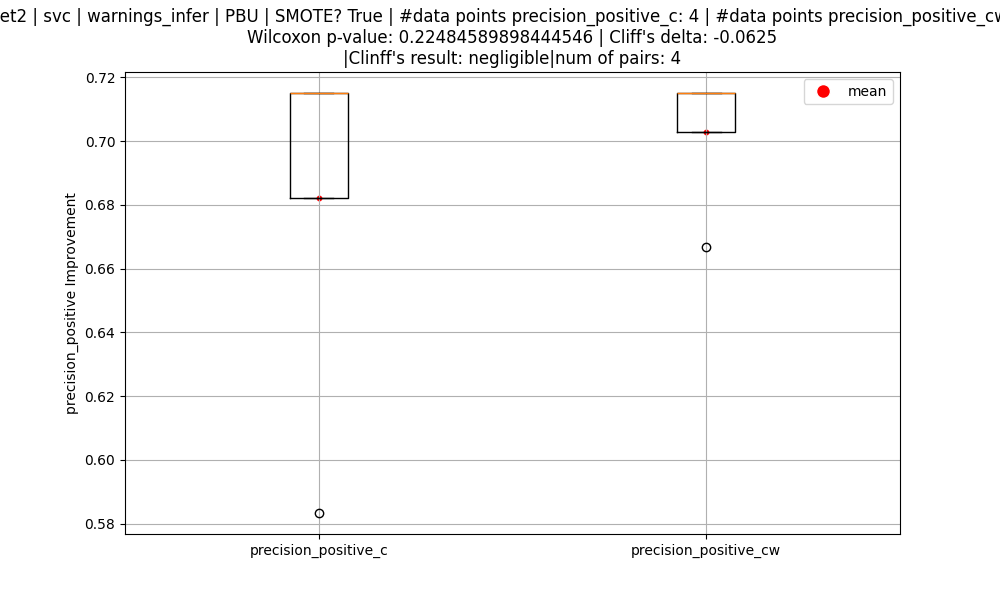 et2 | svc | warnings_infer | PBU | SMOTE? True | #data points precision_positive_c: 4 | #data points precision_positive_cw
Wilcoxon p-value: 0.22484589898444546 | Cliff's delta: -0.0625
|Clinff's result: negligible|num of pairs: 4
mean
0.72
0.70
0.68
0.66
0.64
0.62
0.60
0.58
precision_positive Improvement
precision_positive_c
precision_positive_cw